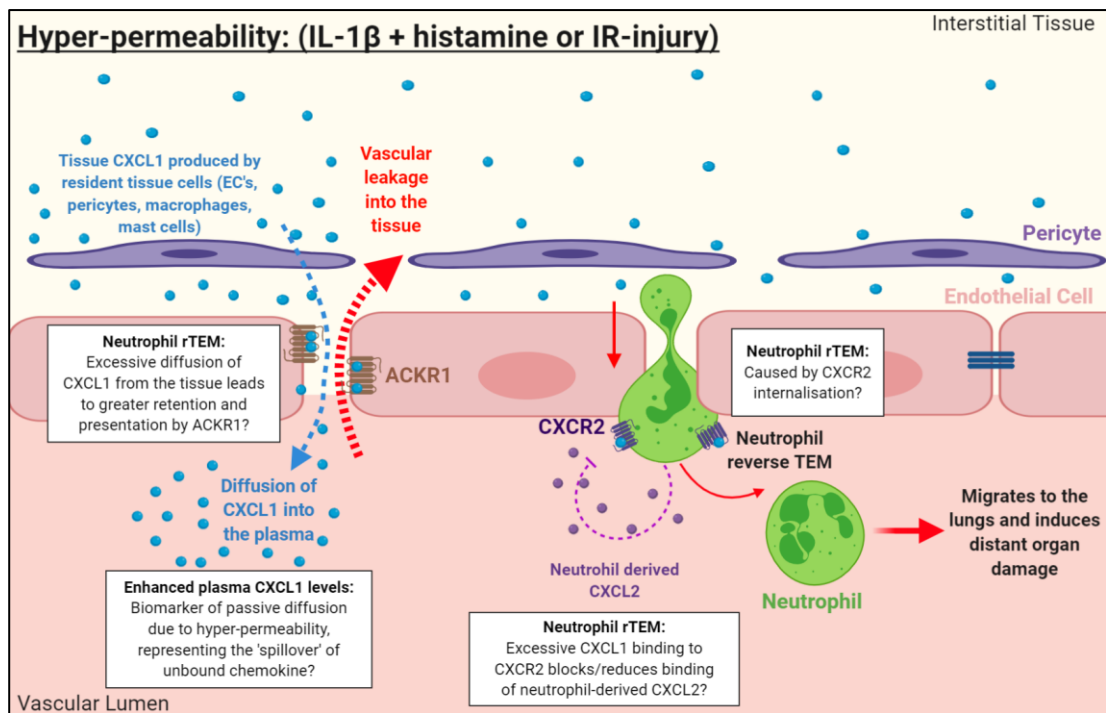 Hyper-permeability: (IL-1β + histamine or IR-injury)
Interstitial Tissue
Tissue CXCL1 produced by
resident tissue cells (EC's,
pericytes, macrophages,
mast cells)
Vascular
leakage
into the
tissue
Pericyte
Endothelial Cell
Neutrophil rTEM:
Excessive diffusion of
CXCL1 from the tissue leads
to greater retention and
presentation by ACKR1?
ACKR1
Neutrophil rTEM:
Caused by CXCR2
internalisation?
CXCR2
Neutrophil
reverse TEM
Diffusion of
CXCL1 into
the plasma
Migrates to the
lungs and induces
distant organ
damage
Enhanced plasma CXCL1 levels:
Biomarker of passive diffusion
due to hyper-permeability,
representing the 'spillover' of
unbound chemokine?
Neutrohil derived
CXCL2
Neutrophil
Neutrophil rTEM:
Excessive CXCL1 binding to
CXCR2 blocks/reduces binding
of neutrophil-derived CXCL2?
Vascular Lumen